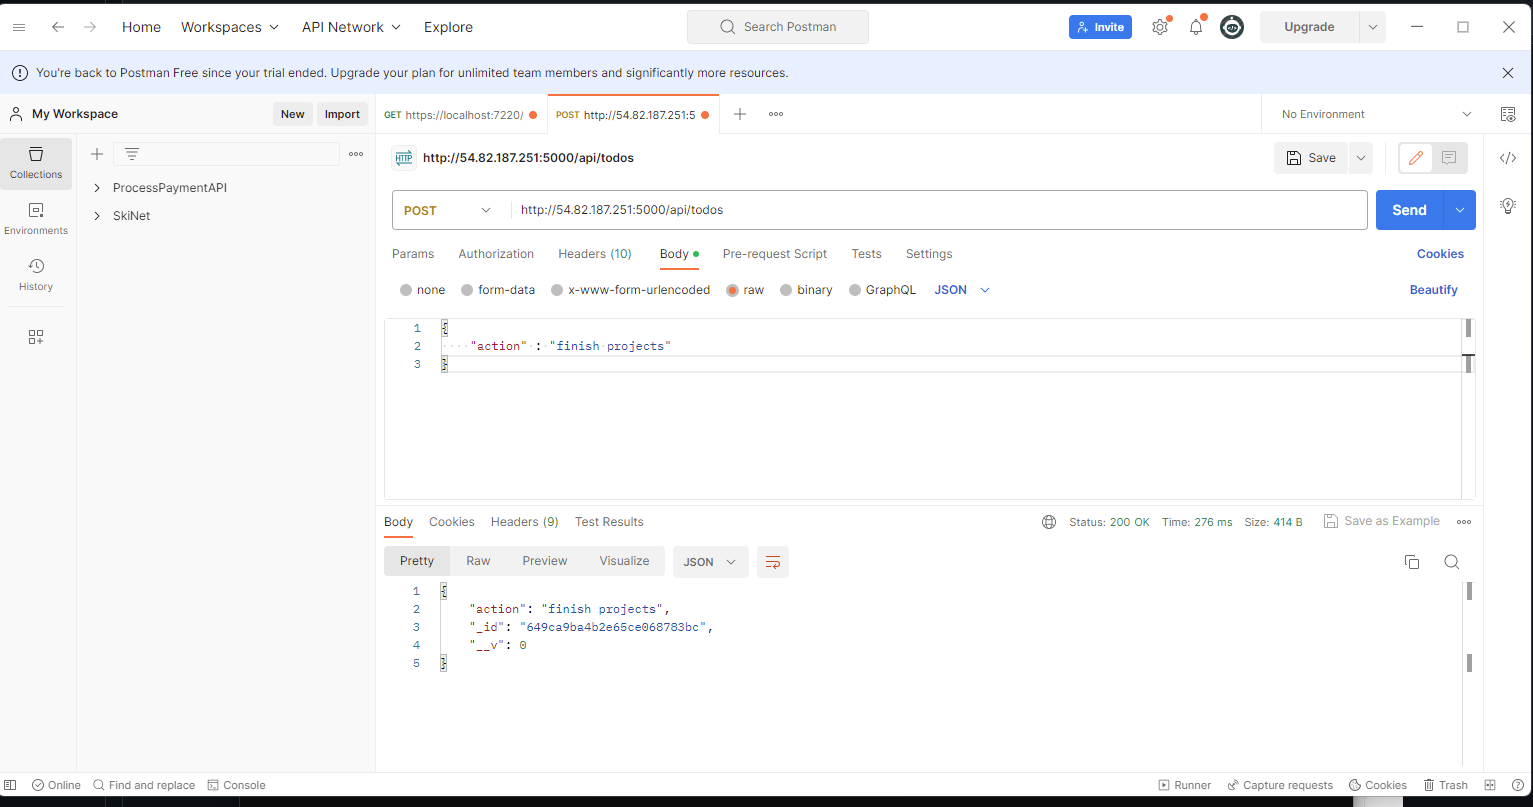 Home Workspaces API Network Explore Search Postman Invite Upgrade
You're back to Postman Free since your trial ended. Upgrade your plan for unlimited team members and significantly more resources.
My Workspace New Import GET https://localhost:7220/ POST http://54.82.187.251:5 No Environment
Collections
Environments
History
ProcessPaymentAPI
SkiNet
HTTP http://54.82.187.251:5000/api/todos Save
POST http://54.82.187.251:5000/api/todos Send
Params Authorization Headers (10) Body Pre-request Script Tests Settings Cookies
none form-data x-www-form-urlencoded raw binary GraphQL JSON Beautify
1 {
2 "action" : "finish projects"
3 }
Body Cookies Headers (9) Test Results Status: 200 OK Time: 276 ms Size: 414 B Save as Example
Pretty Raw Preview Visualize JSON
1 {
2 "action": "finish projects",
3 "_id": "649ca9ba4b2e65ce068783bc",
4 "__v": 0
5 }
Online Find and replace Console Runner Capture requests Cookies Trash